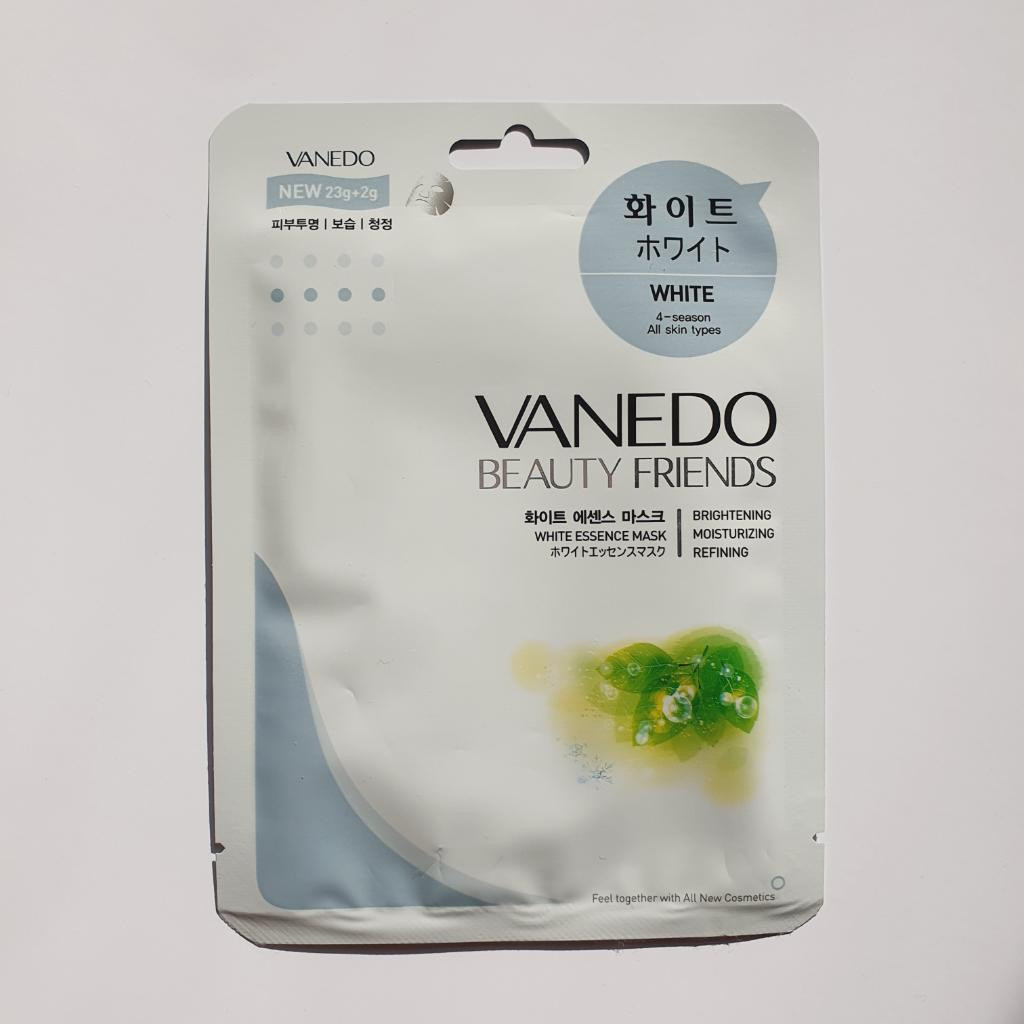 VANEDO
NEW 23g+2g
피부투명 | 보습 | 청정
화이트
ホワイト
WHITE
4-season
All skin types
VANEDO
BEAUTY FRIENDS
화이트 에센스 마스크
WHITE ESSENCE MASK
ホワイトエッセンスマスク
BRIGHTENING
MOISTURIZING
REFINING
Feel together with All New Cosmetics